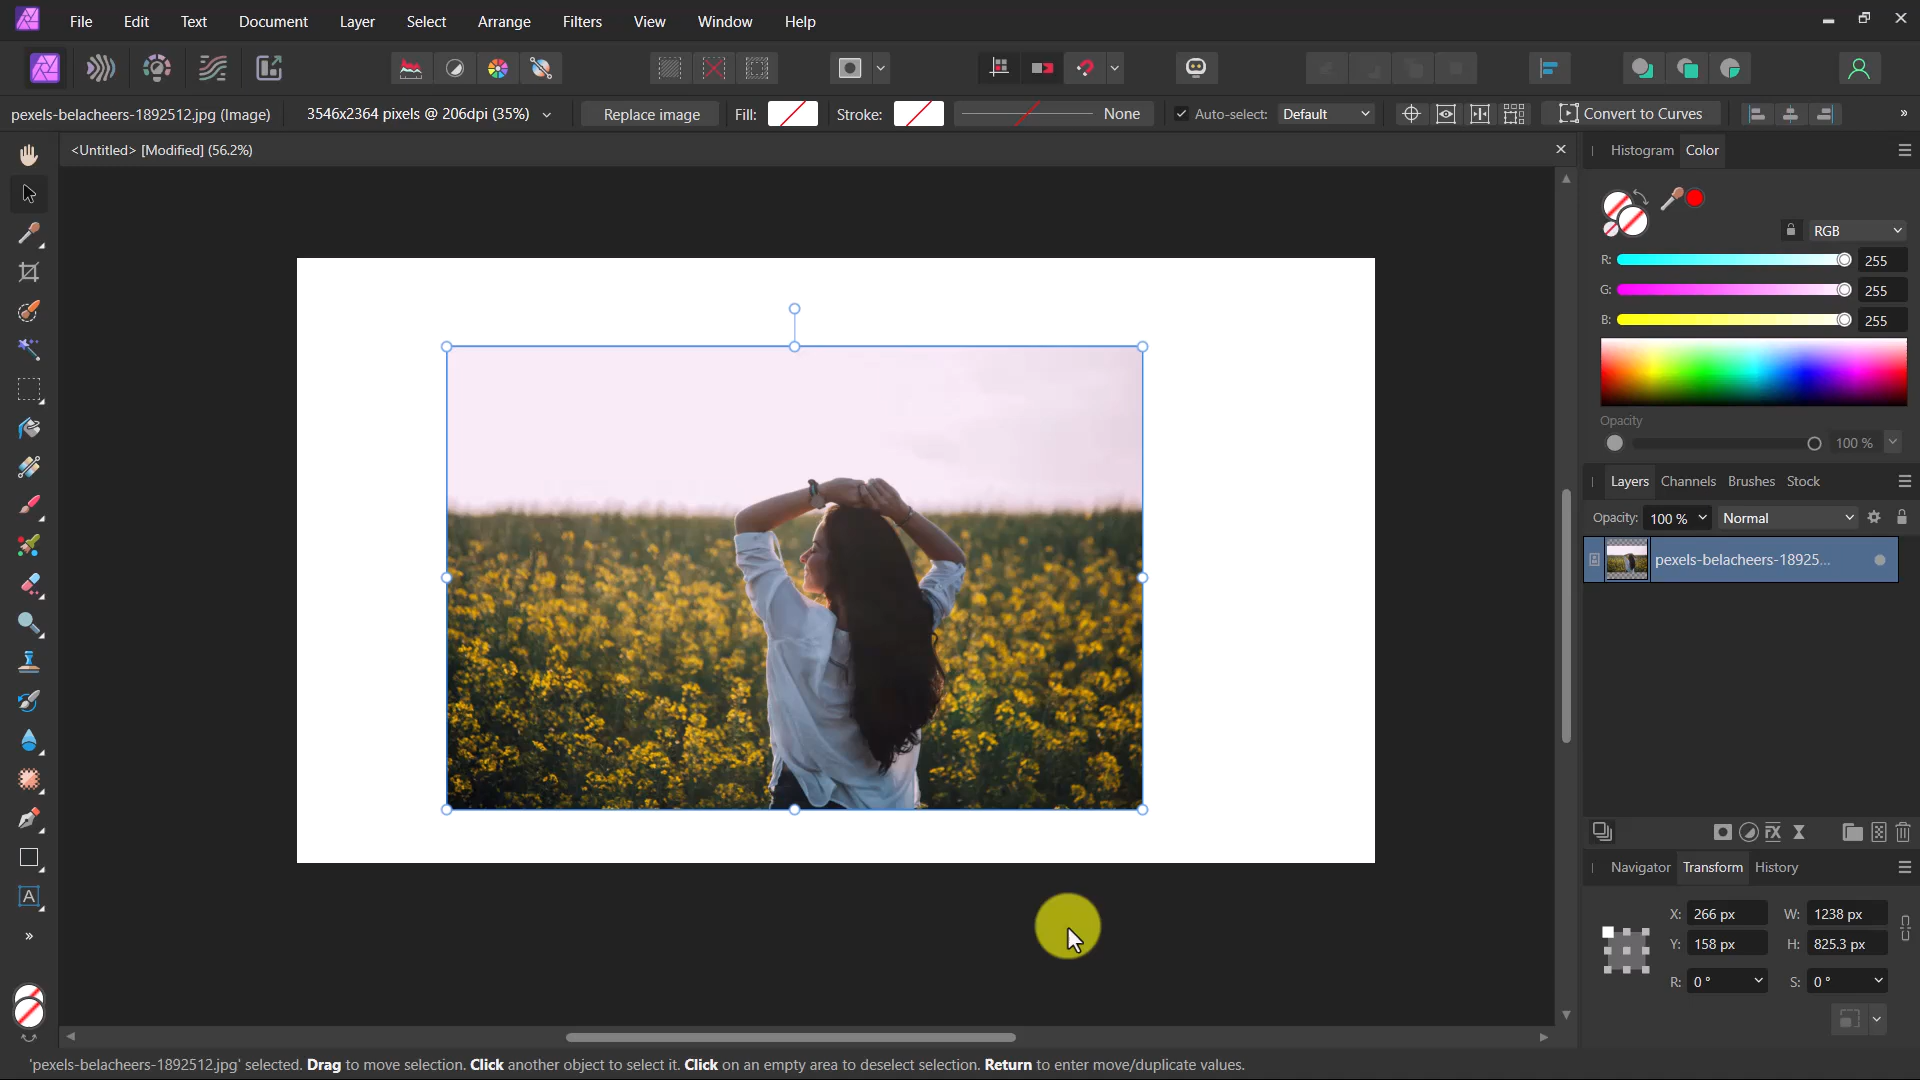 File Edit Text Document Layer Select Arrange Filters View Window Help
pexels-belacheers-1892512.jpg (Image) 3546x2364 pixels @ 206dpi (35%) Replace image Fill: Stroke: None Auto-select: Default Convert to Curves »
<Untitled> [Modified] (56.2%)
Histogram Color
RGB
R: 255
G: 255
B: 255
Opacity
100 %
Layers Channels Brushes Stock
Opacity: 100 % Normal
pexels-belacheers-18925...
A
»
FX
Navigator Transform History
X: 266 px W: 1238 px
Y: 158 px H: 825.3 px
R: 0 ° S: 0 °
'pexels-belacheers-1892512.jpg' selected. Drag to move selection. Click another object to select it. Click on an empty area to deselect selection. Return to enter move/duplicate values.